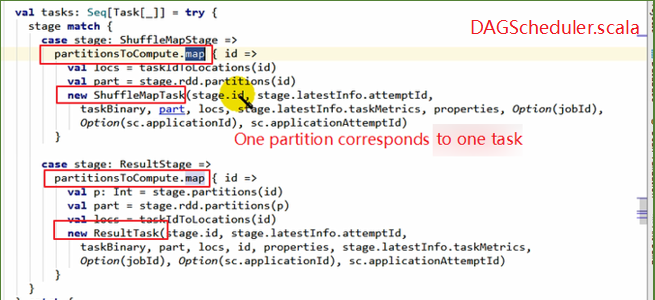 val tasks: Seq[Task[_]] = try {
DAGScheduler.scala
stage match {
case stage: ShuffleMapStage =>
partitionsToCompute.map { id =>
val locs = taskIdToLocations(id)
val part = stage.rdd.partitions(id)
new ShuffleMapTask(stage.id, stage.latestInfo.attemptId,
taskBinary, part, locs, stage.latestInfo.taskMetrics, properties, Option(jobId),
Option(sc.applicationId), sc.applicationAttemptId)
}
One partition corresponds to one task
case stage: ResultStage =>
partitionsToCompute.map { id =>
val p: Int = stage.partitions(id)
val part = stage.rdd.partitions(p)
val locs = taskIdToLocations(id)
new ResultTask(stage.id, stage.latestInfo.attemptId,
taskBinary, part, locs, id, properties, stage.latestInfo.taskMetrics,
Option(jobId), Option(sc.applicationId), sc.applicationAttemptId)
}
}